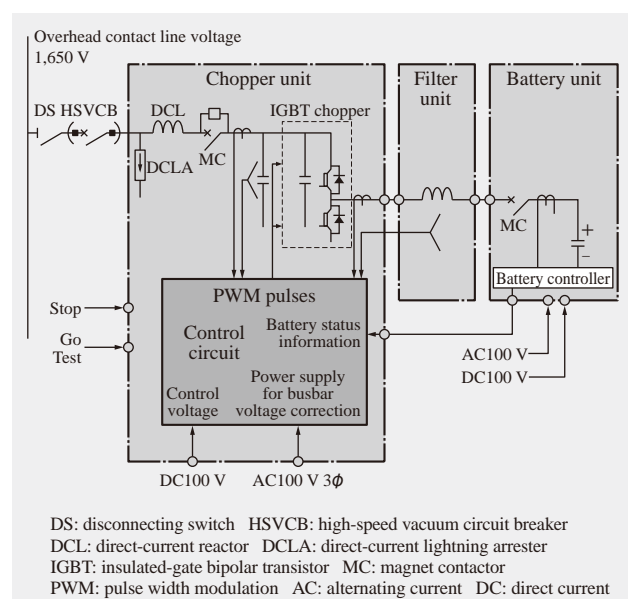 Overhead contact line voltage
1,650 V
Chopper unit
Filter
unit
Battery unit
DS HSVCB
DCL
IGBT chopper
MC
DCLA
MC
+
−
Battery controller
PWM pulses
Stop
Control
circuit
Battery status
information
Go
Test
AC100 V
DC100 V
Control
voltage
Power supply
for busbar
voltage correction
DC100 V
AC100 V 3ϕ
DS: disconnecting switch HSVCB: high-speed vacuum circuit breaker
DCL: direct-current reactor DCLA: direct-current lightning arrester
IGBT: insulated-gate bipolar transistor MC: magnet contactor
PWM: pulse width modulation AC: alternating current DC: direct current